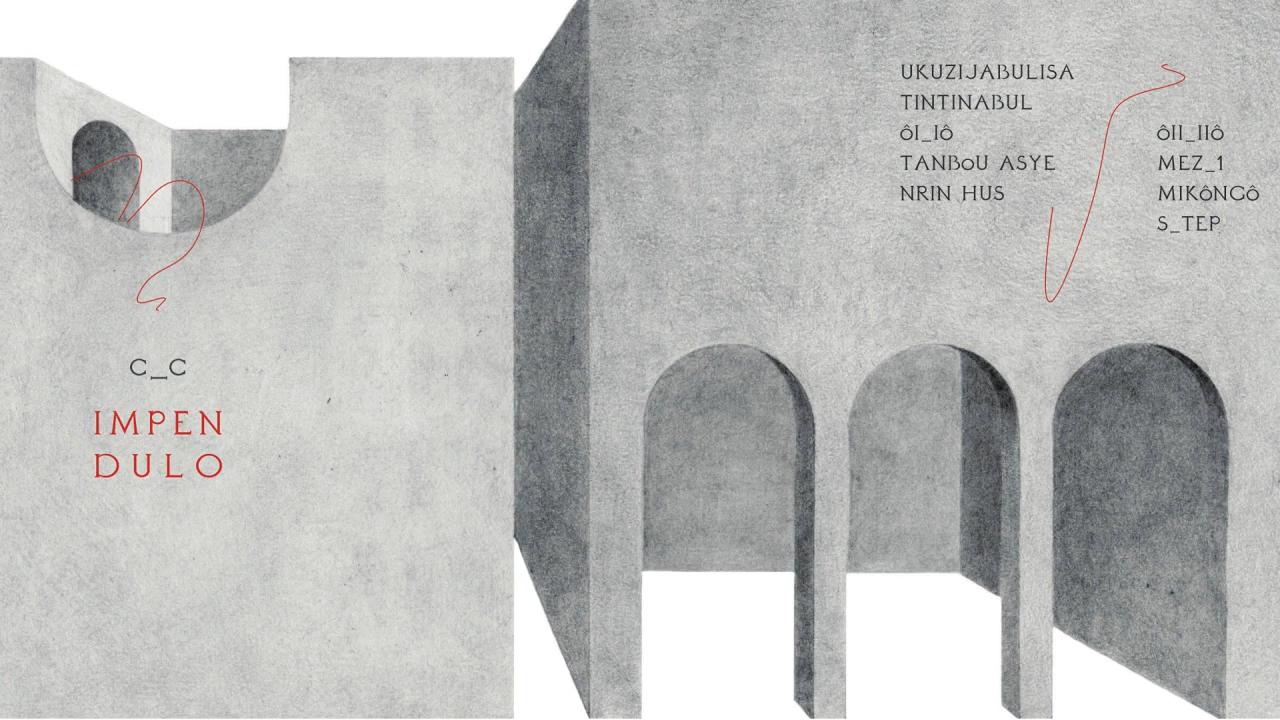 C_C
IMPEN
DULO
UKUZIJABULISA
TINTINABUL
ôI_Iô
TANBoU ASYE
NRIN HUS
ôII_IIô
MEZ_1
MIKôNGô
S_TEP